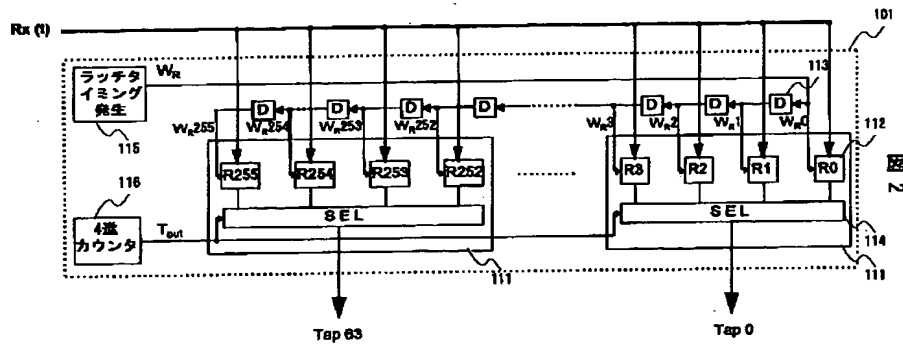 Rx (t)
101
ラッチタ
イミング
発生
W_R
113
D D D D D D D
W_R255 W_R254 W_R253 W_R252 W_R3 W_R2 W_R1 W_R0
115
112
R255 R254 R253 R252 R3 R2 R1 R0
116
SEL SEL
4進
カウンタ
T_out
114
111 111
Tap 63 Tap 0
図 2